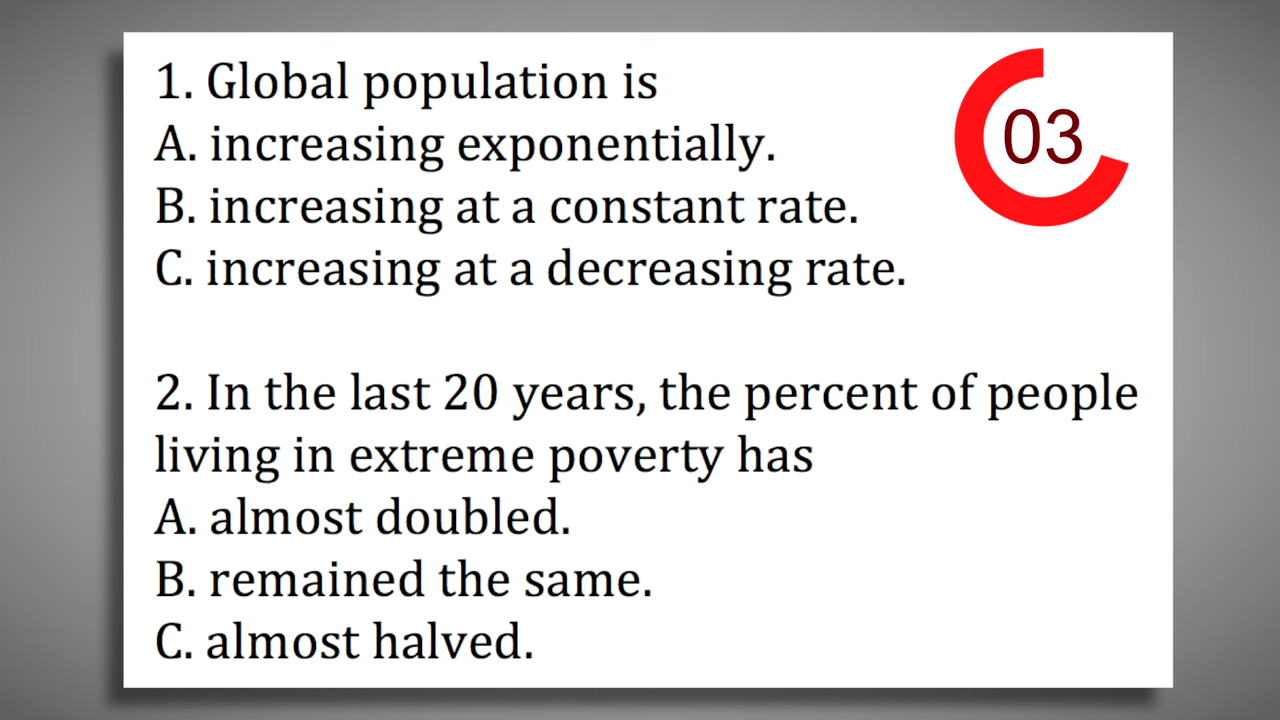 1. Global population is
A. increasing exponentially.
B. increasing at a constant rate.
C. increasing at a decreasing rate.
03
2. In the last 20 years, the percent of people
living in extreme poverty has
A. almost doubled.
B. remained the same.
C. almost halved.